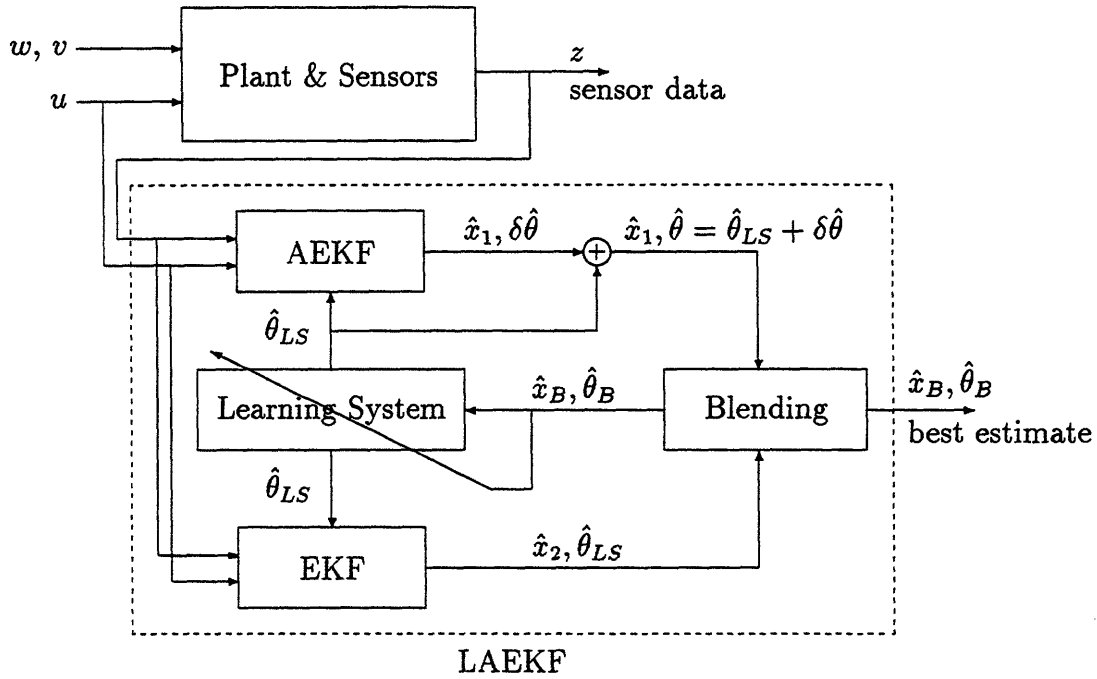 w, v
Plant & Sensors
z
sensor data
u
AEKF
x̂₁, δθ̂
+
x̂₁, θ̂ = θ̂_LS + δθ̂
θ̂_LS
Learning System
x̂_B, θ̂_B
Blending
x̂_B, θ̂_B
best estimate
θ̂_LS
EKF
x̂₂, θ̂_LS
LAEKF